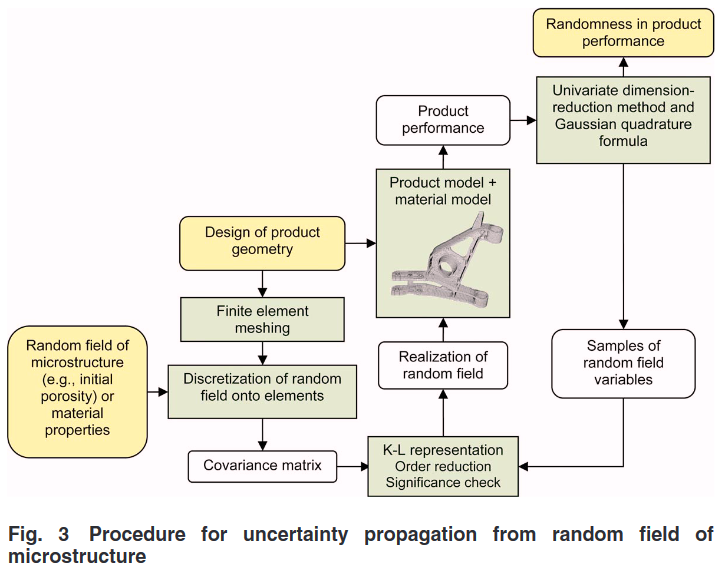 Randomness in product
performance
Univariate dimension-
reduction method and
Gaussian quadrature
formula
Product
performance
Product model +
material model
Design of product
geometry
Finite element
meshing
Random field of
microstructure
(e.g., initial
porosity) or
material
properties
Discretization of random
field onto elements
Realization of
random field
Samples of
random field
variables
Covariance matrix
K-L representation
Order reduction
Significance check
Fig. 3 Procedure for uncertainty propagation from random field of
microstructure